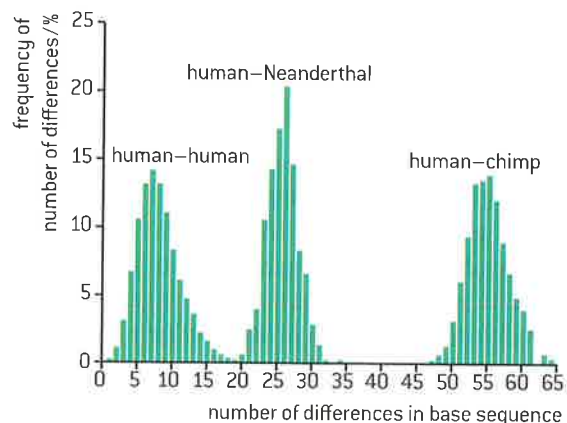 frequency of
number of differences/%
25
20
15
10
5
0
human–Neanderthal
human–human
human–chimp
0 5 10 15 20 25 30 35 40 45 50 55 60 65
number of differences in base sequence